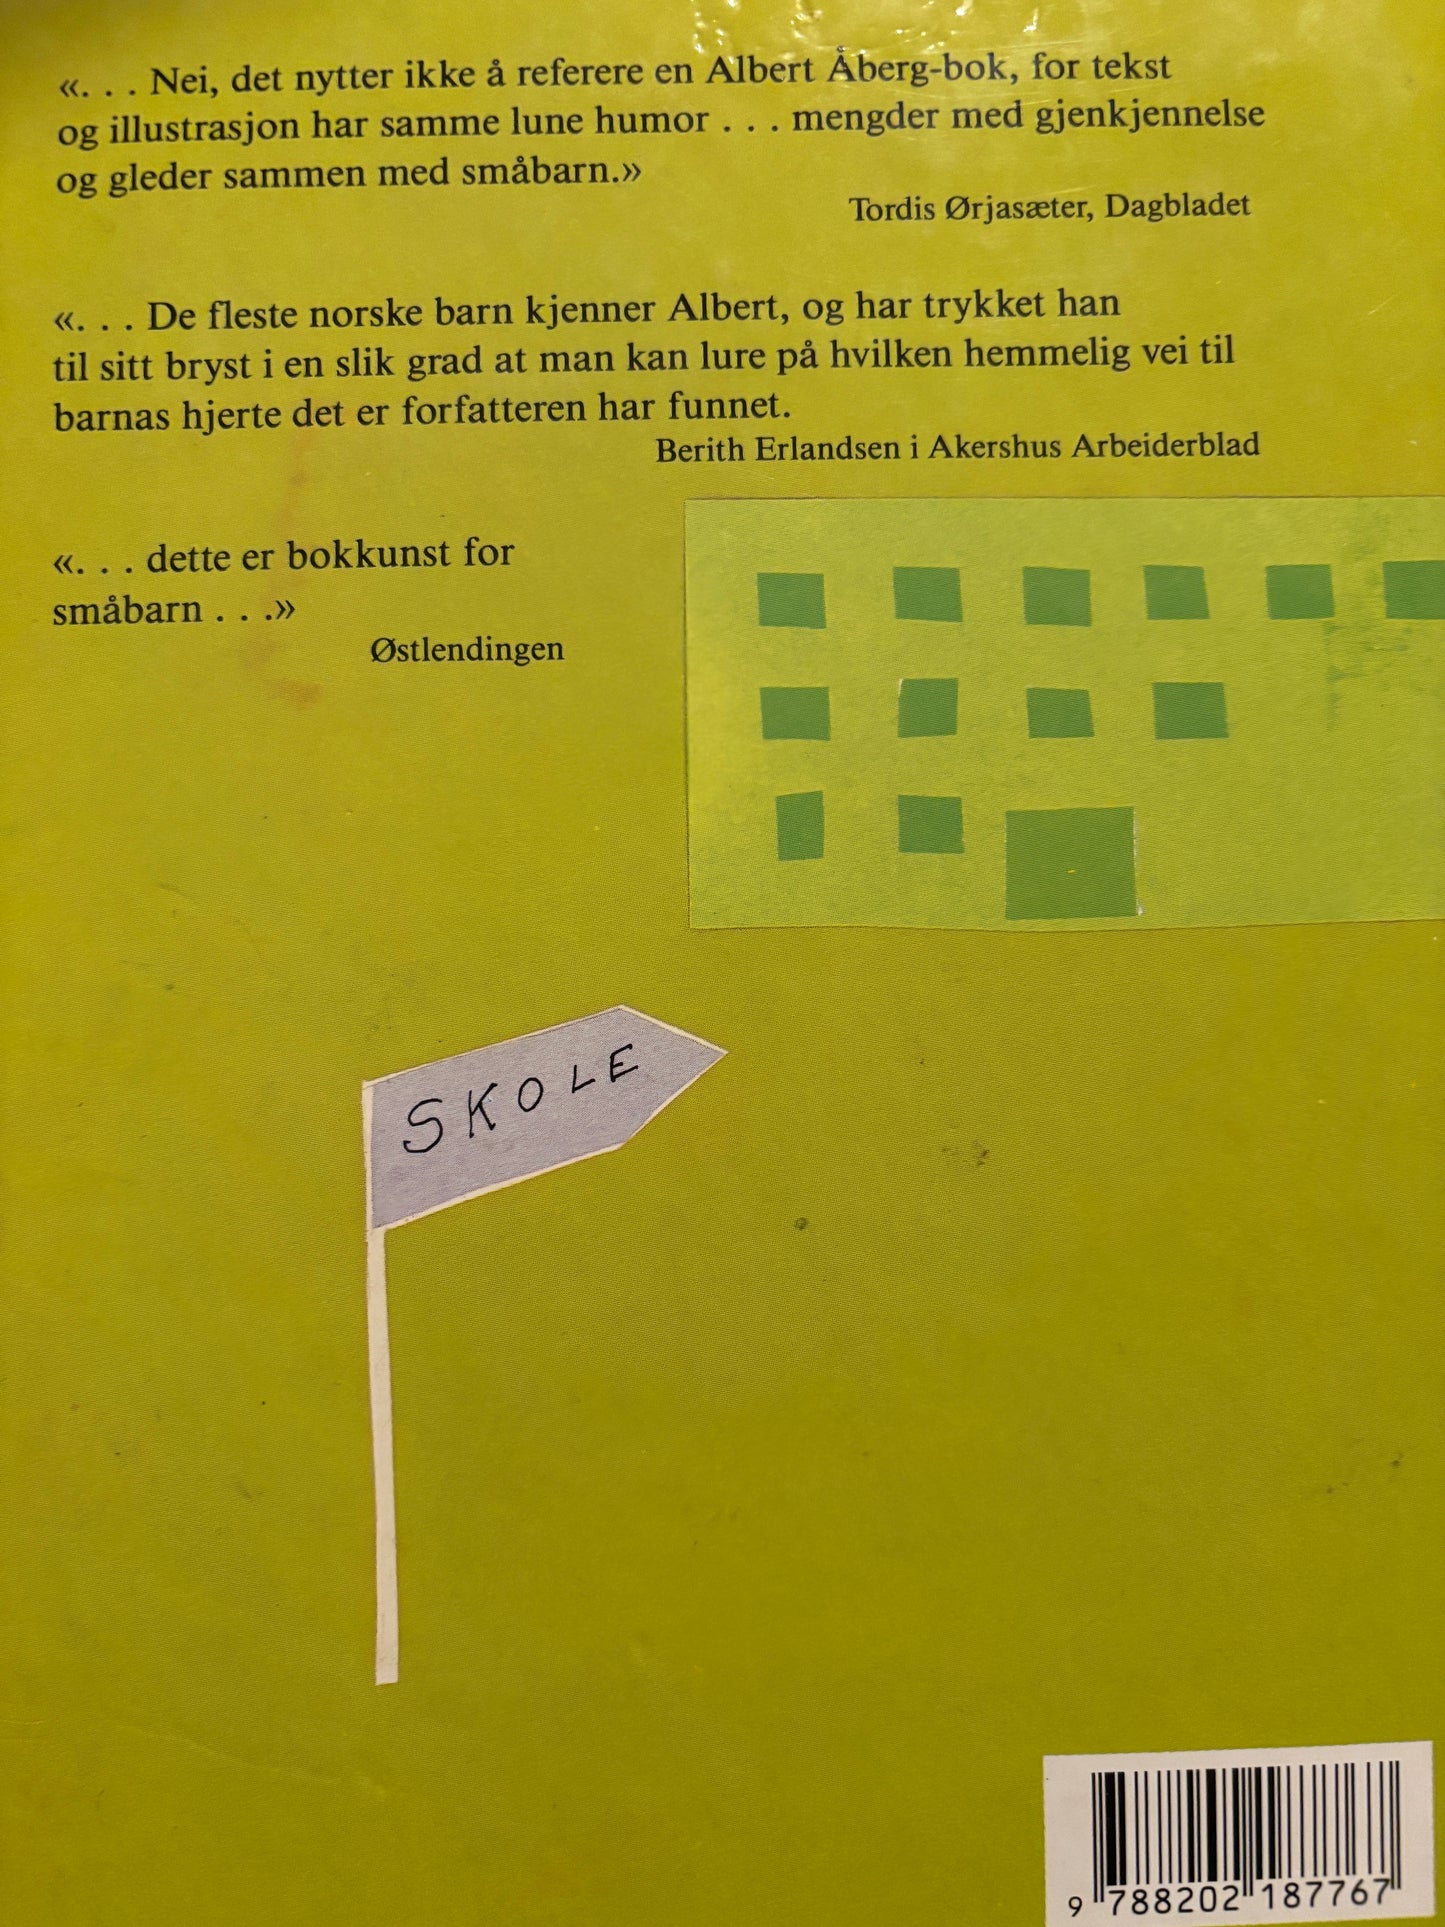 «. . . Nei, det nytter ikke å referere en Albert Åberg-bok, for tekst
og illustrasjon har samme lune humor . . . mengder med gjenkjennelse
og gleder sammen med småbarn.»
Tordis Ørjasæter, Dagbladet
«. . . De fleste norske barn kjenner Albert, og har trykket han
til sitt bryst i en slik grad at man kan lure på hvilken hemmelig vei til
barnas hjerte det er forfatteren har funnet.
Berith Erlandsen i Akershus Arbeiderblad
«. . . dette er bokkunst for
småbarn . . .»
Østlendingen
SKOLE
9 788202 187767